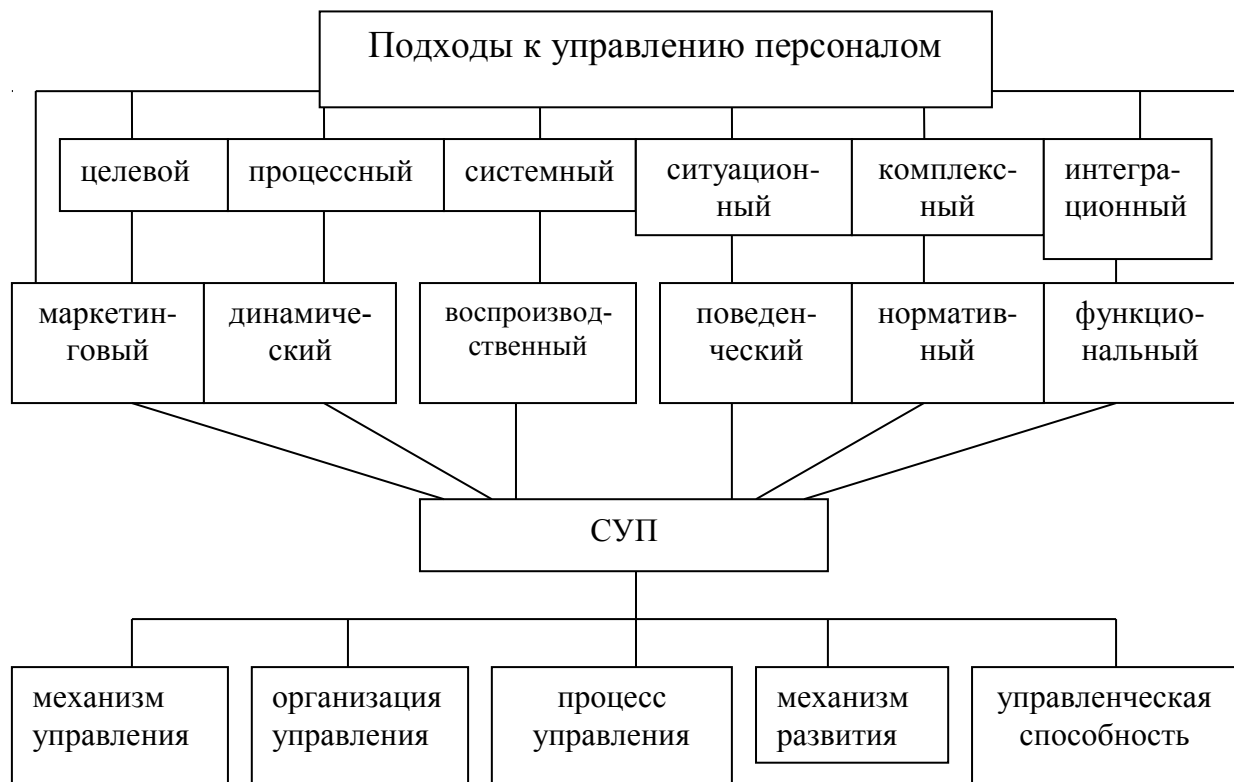 Подходы к управлению персоналом
целевой
процессный
системный
ситуацион-
ный
комплекс-
ный
интегра-
ционный
маркетин-
говый
динамиче-
ский
воспроизвод-
ственный
поведен-
ческий
норматив-
ный
функцио-
нальный
СУП
механизм
управления
организация
управления
процесс
управления
механизм
развития
управленческая
способность